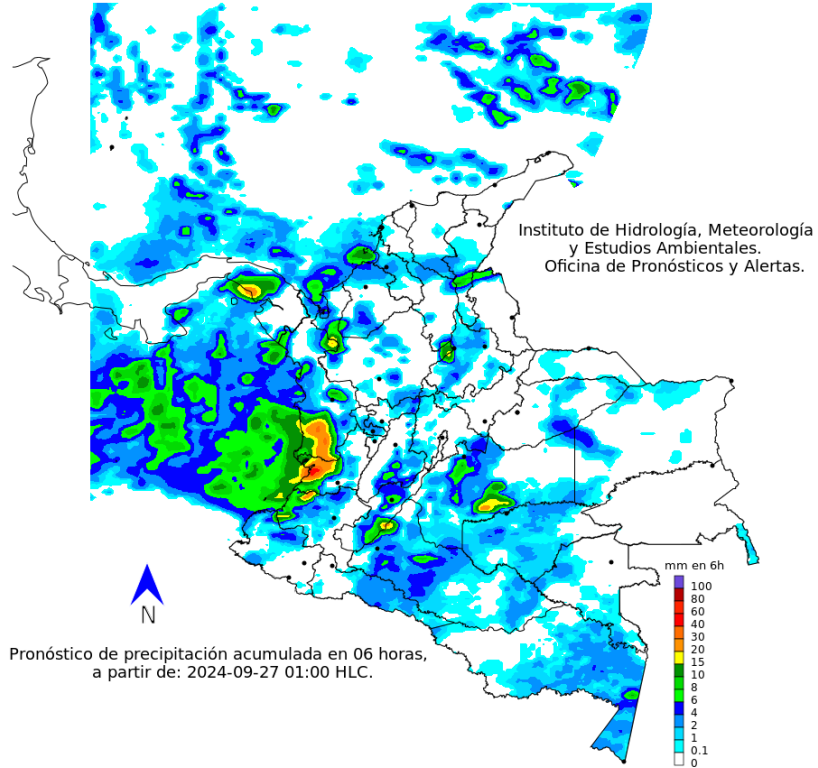 Instituto de Hidrología, Meteorología
y Estudios Ambientales.
Oficina de Pronósticos y Alertas.
mm en 6h
100
80
60
40
30
20
15
10
8
6
4
2
1
0.1
0
N
Pronóstico de precipitación acumulada en 06 horas,
a partir de: 2024-09-27 01:00 HLC.